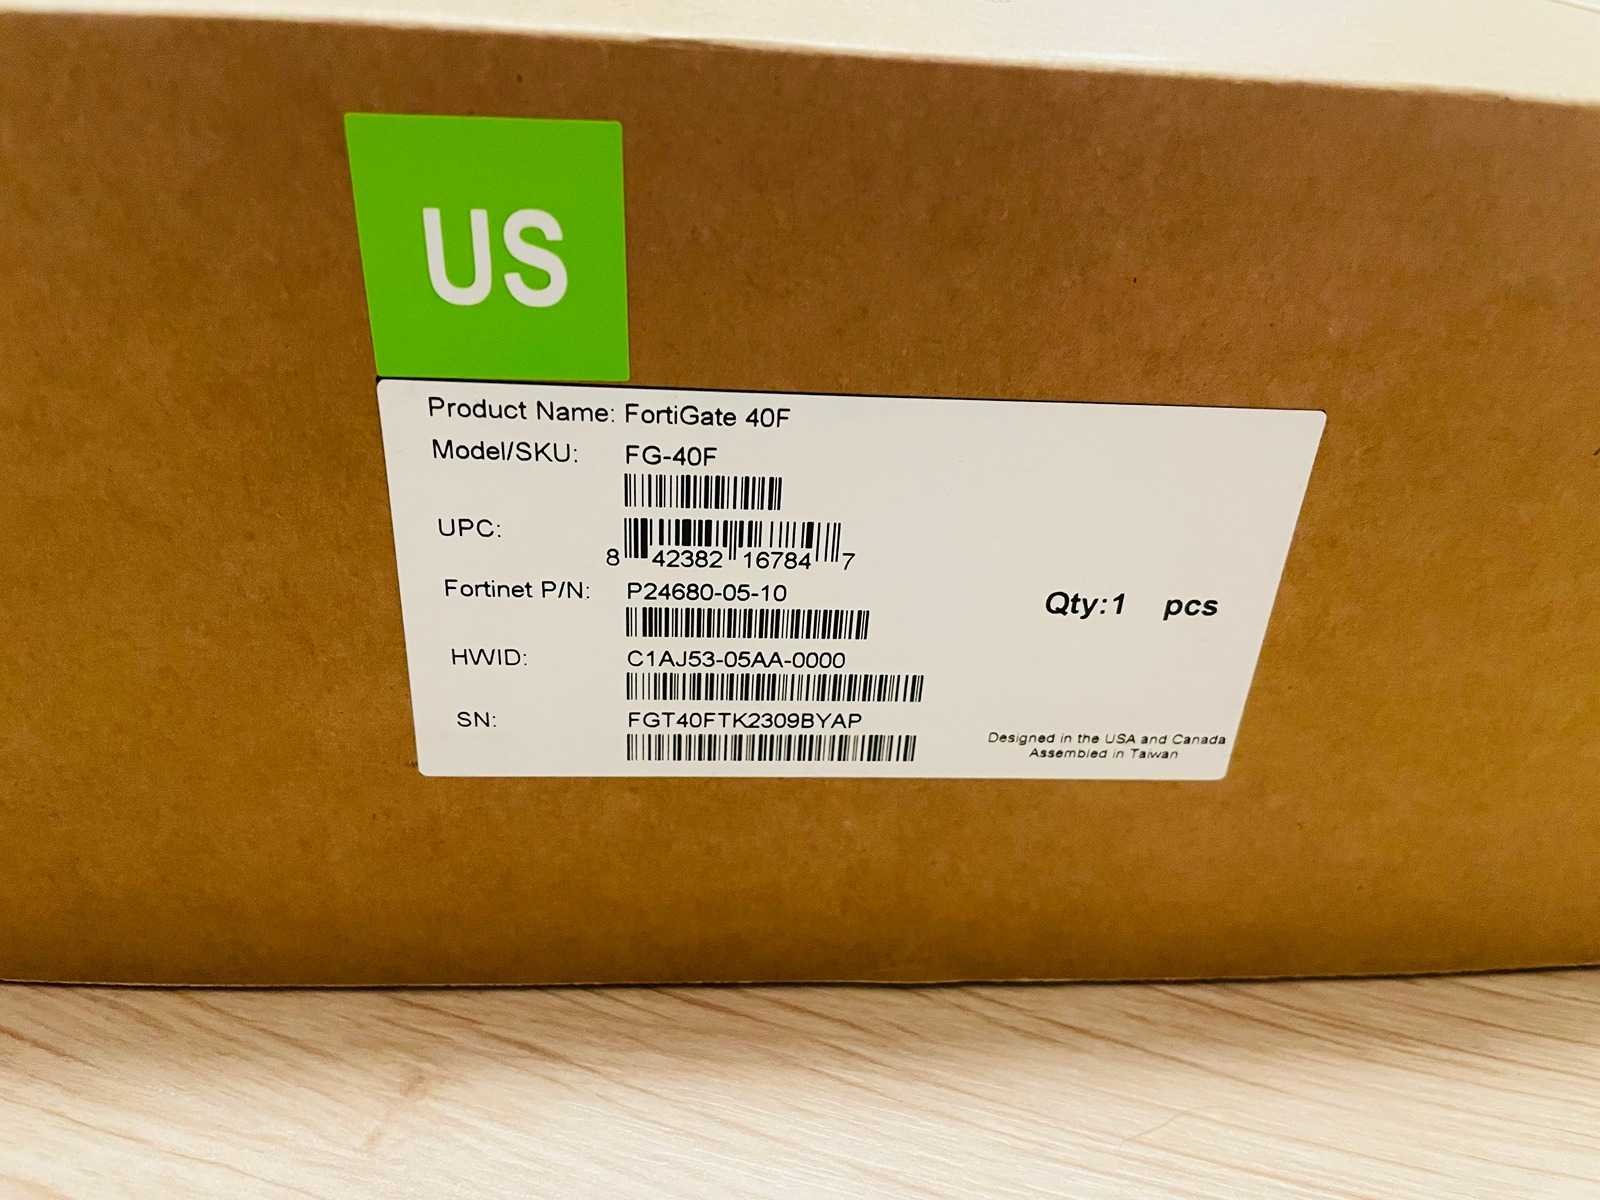 US
Product Name: FortiGate 40F
Model/SKU: FG-40F
UPC:
8 42382 16784 7
Fortinet P/N: P24680-05-10
Qty:1 pcs
HWID: C1AJ53-05AA-0000
SN: FGT40FTK2309BYAP
Designed in the USA and Canada
Assembled in Taiwan